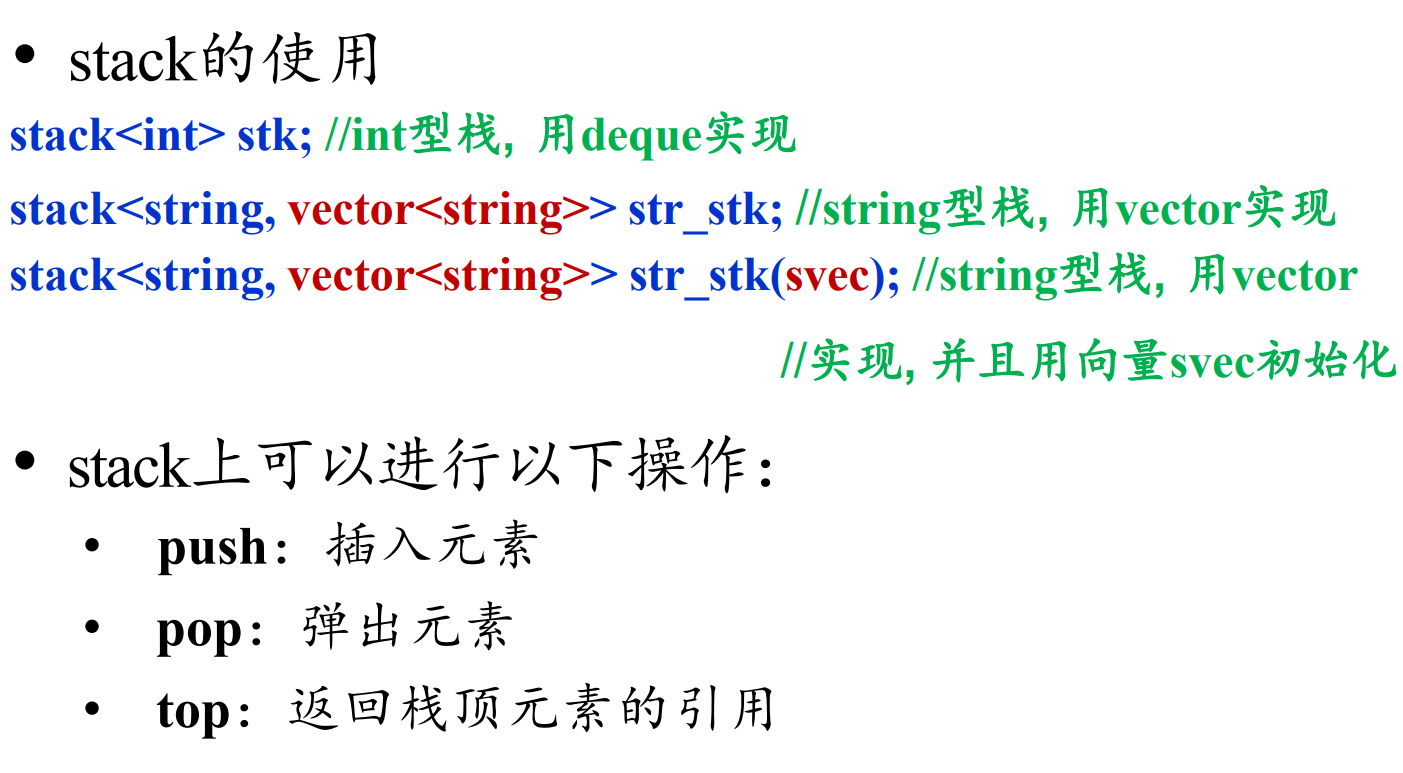 • stack的使用
stack<int> stk; //int型栈, 用deque实现
stack<string, vector<string>> str_stk; //string型栈, 用vector实现
stack<string, vector<string>> str_stk(svec); //string型栈, 用vector
//实现, 并且用向量svec初始化
• stack上可以进行以下操作：
• push：插入元素
• pop：弹出元素
• top：返回栈顶元素的引用